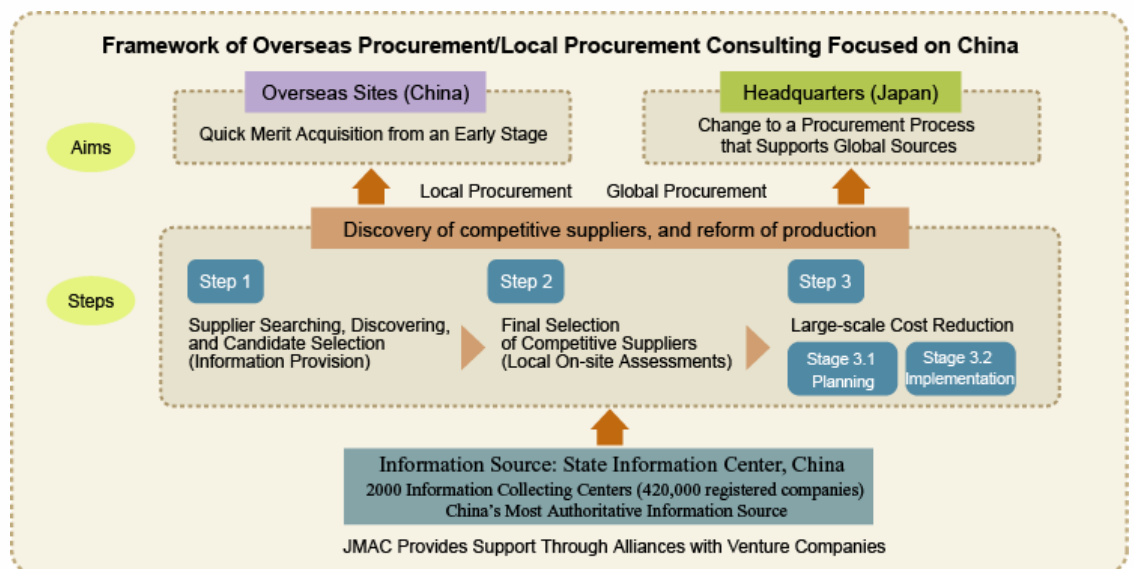 Framework of Overseas Procurement/Local Procurement Consulting Focused on China
Overseas Sites (China)
Headquarters (Japan)
Aims
Quick Merit Acquisition from an Early Stage
Change to a Procurement Process
that Supports Global Sources
Local Procurement
Global Procurement
Discovery of competitive suppliers, and reform of production
Steps
Step 1
Supplier Searching, Discovering,
and Candidate Selection
(Information Provision)
Step 2
Final Selection
of Competitive Suppliers
(Local On-site Assessments)
Step 3
Large-scale Cost Reduction
Stage 3.1
Planning
Stage 3.2
Implementation
Information Source: State Information Center, China
2000 Information Collecting Centers (420,000 registered companies)
China's Most Authoritative Information Source
JMAC Provides Support Through Alliances with Venture Companies